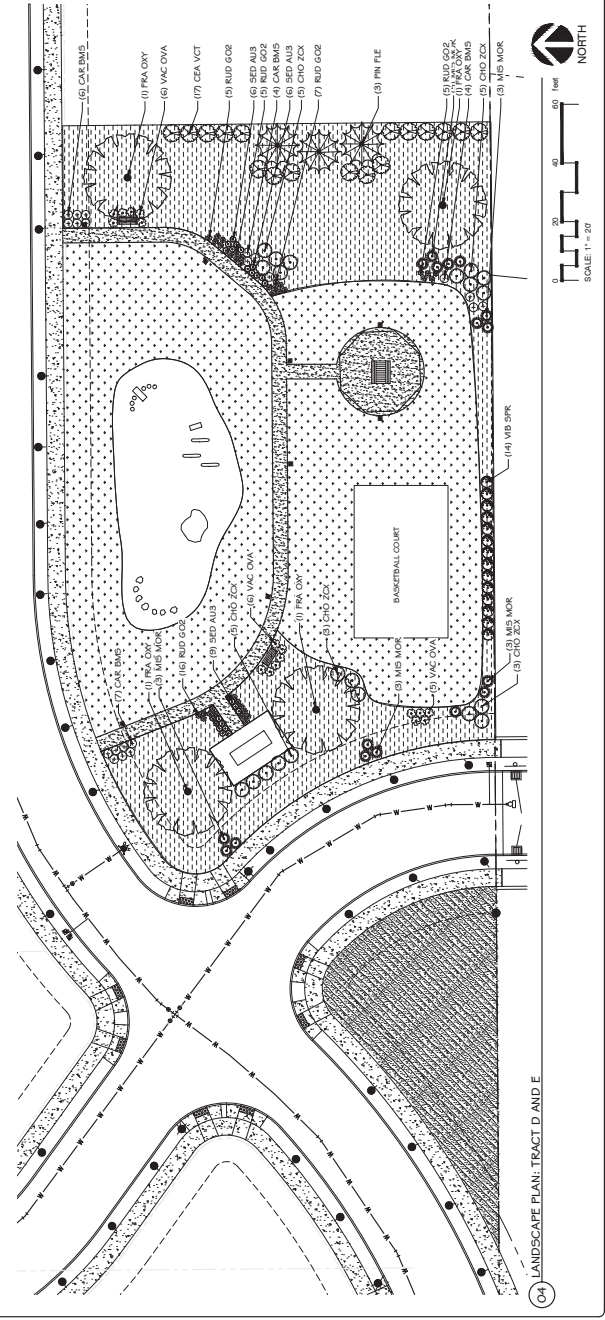 (6) CAR BM5
(1) FRA OXY
(6) VAC OVA
(17) CEA VCT
(5) RUD GO2
(6) SED AU3
(5) RUD GO2
(4) CAR BM5
(6) SED AU3
(5) CHO ZCX
(7) RUD GO2
(3) PIN FLE
(5) RUD GO2
(1) FRA OXY
(4) CAR BM5
(5) CHO ZCX
(3) MIS MOR
(7) CAR BM5
(1) FRA OXY
(3) MIS MOR
(16) RUD GO2
(9) SED AU3
(5) CHO ZCX
(6) VAC OVA
(1) FRA OXY
(3) CHO ZCX
(3) MIS MOR
(5) VAC OVA
BASKETBALL COURT
(14) VIB SPR
(3) MIS MOR
(3) CHO ZCX
W
W
W
W
W
W
W
W
W
W
W
W
W
W
04
LANDSCAPE PLAN: TRACT D AND E
0 20 40 60 feet
SCALE: 1" = 20'
NORTH